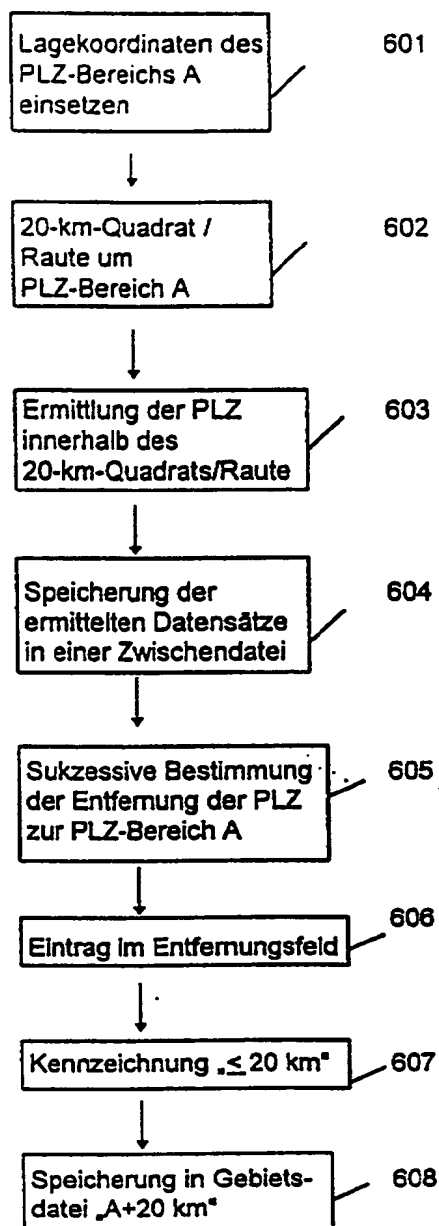 Lagekoordinaten des
PLZ-Bereichs A
einsetzen
601
20-km-Quadrat /
Raute um
PLZ-Bereich A
602
Ermittlung der PLZ
innerhalb des
20-km-Quadrats/Raute
603
Speicherung der
ermittelten Datensätze
in einer Zwischendatei
604
Sukzessive Bestimmung
der Entfernung der PLZ
zur PLZ-Bereich A
605
Eintrag im Entfernungsfeld
606
Kennzeichnung „≤ 20 km"
607
Speicherung in Gebiets-
datei „A+20 km"
608